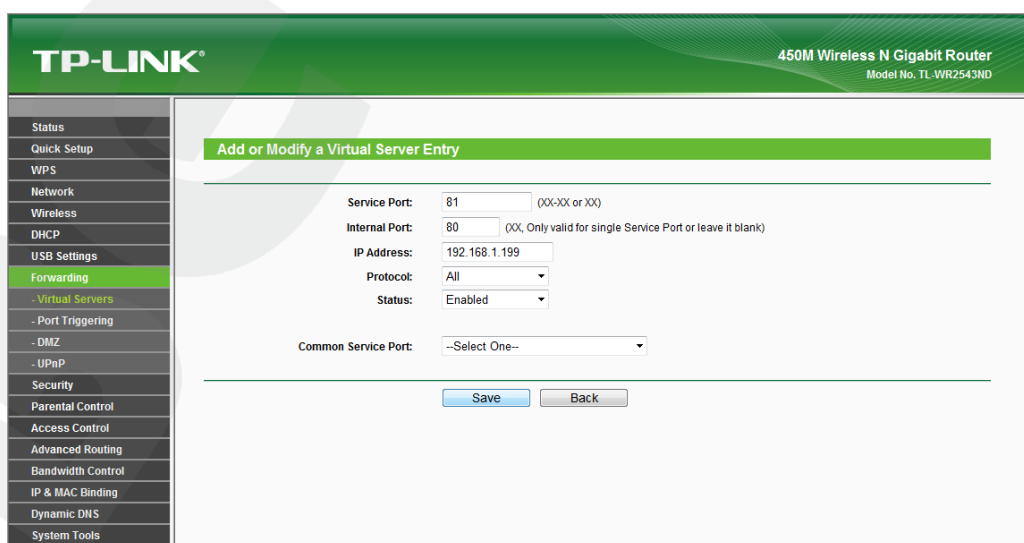 TP-LINK®
450M Wireless N Gigabit Router
Model No. TL-WR2543ND
Status
Quick Setup
WPS
Network
Wireless
DHCP
USB Settings
Forwarding
- Virtual Servers
- Port Triggering
- DMZ
- UPnP
Security
Parental Control
Access Control
Advanced Routing
Bandwidth Control
IP & MAC Binding
Dynamic DNS
System Tools
Add or Modify a Virtual Server Entry
Service Port: 81 (XX-XX or XX)
Internal Port: 80 (XX, Only valid for single Service Port or leave it blank)
IP Address: 192.168.1.199
Protocol: All
Status: Enabled
Common Service Port: --Select One--
Save Back